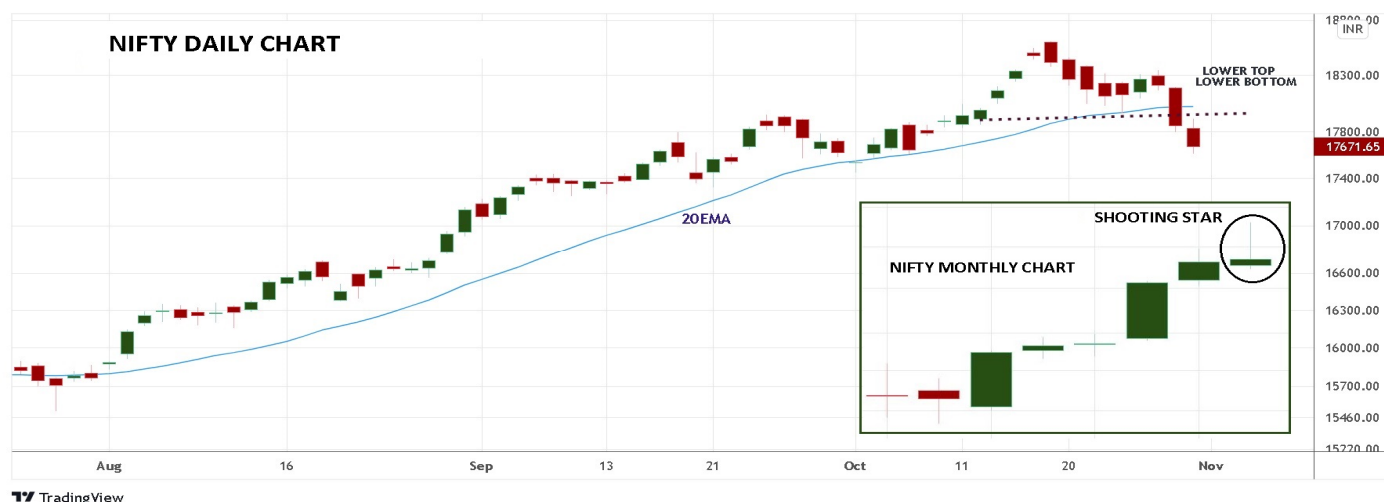 NIFTY DAILY CHART
18800.00
INR
18300.00
LOWER TOP
LOWER BOTTOM
17800.00
17671.65
17400.00
20EMA
17000.00
SHOOTING STAR
NIFTY MONTHLY CHART
16600.00
16300.00
16000.00
15700.00
15460.00
15270.00
Aug 16 Sep 13 21 Oct 11 20 Nov
TradingView